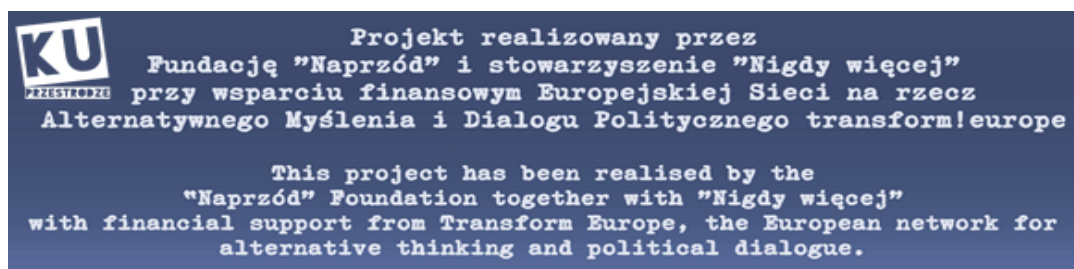 KU
PRZESTRODZE
Projekt realizowany przez
Fundację "Naprzód" i stowarzyszenie "Nigdy więcej"
przy wsparciu finansowym Europejskiej Sieci na rzecz
Alternatywnego Myślenia i Dialogu Politycznego transform!europe
This project has been realised by the
"Naprzód" Foundation together with "Nigdy więcej"
with financial support from Transform Europe, the European network for
alternative thinking and political dialogue.